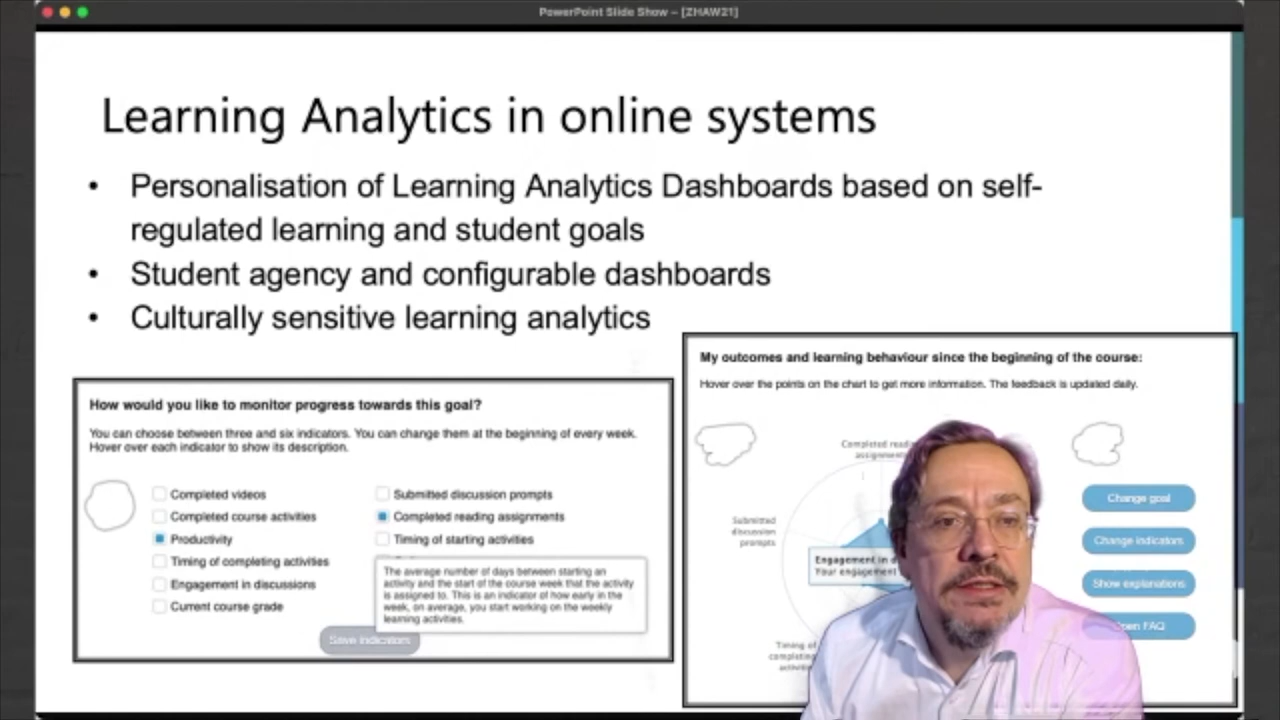 PowerPoint Slide Show – [ZHAW21]
Learning Analytics in online systems
• Personalisation of Learning Analytics Dashboards based on self-
regulated learning and student goals
• Student agency and configurable dashboards
• Culturally sensitive learning analytics
How would you like to monitor progress towards this goal?
You can choose between three and six indicators. You can change them at the beginning of every week.
Hover over each indicator to show its description.
Completed videos
Completed course activities
Productivity
Timing of completing activities
Engagement in discussions
Current course grade
Submitted discussion prompts
Completed reading assignments
Timing of starting activities
The average number of days between starting an
activity and the start of the course week that the activity
is assigned to. This is an indicator of how early in the
week, on average, you start working on the weekly
learning activities.
Save indicators
My outcomes and learning behaviour since the beginning of the course:
Hover over the points on the chart to get more information. The feedback is updated daily.
Completed
assignments
Submitted
discussion
prompts
Engagement in
Your engagement
Timing of
Change goal
Change indicators
Show explanations
FAQ